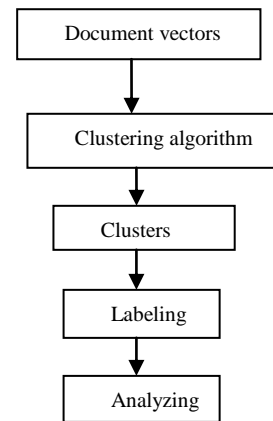 Document vectors
Clustering algorithm
Clusters
Labeling
Analyzing